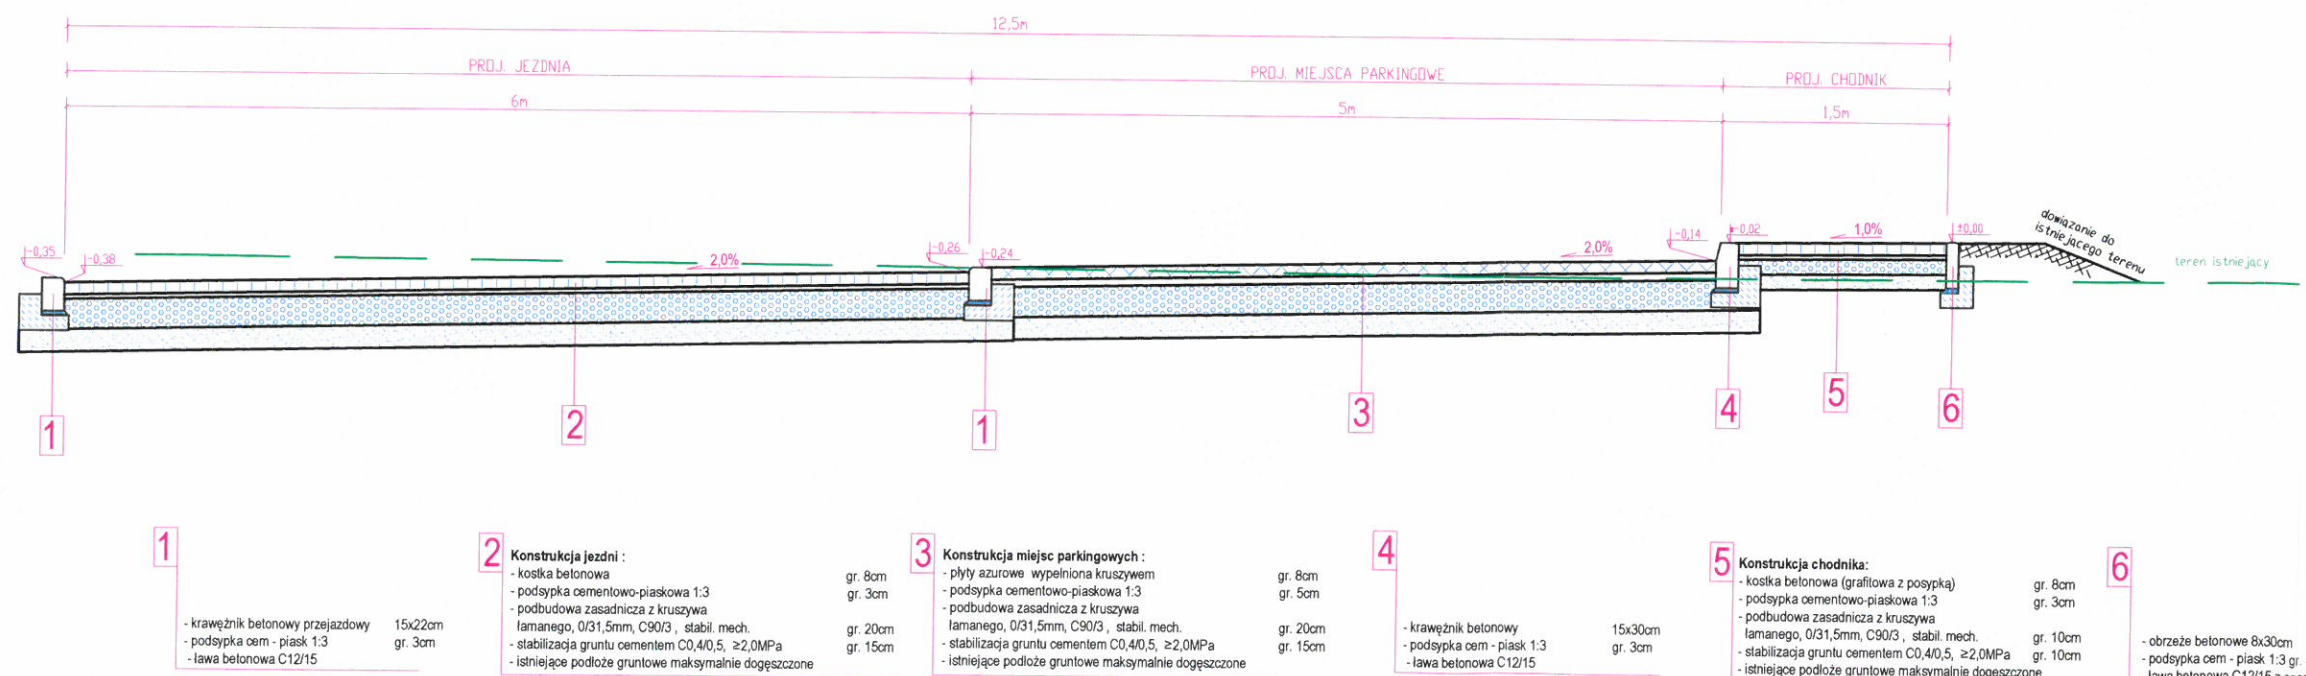 12,5m
PROJ. JEZDNIA
PROJ. MIEJSCA PARKINGOWE
PROJ. CHODNIK
6m
5m
1,5m
-0,35
-0,38
2,0%
-0,26
-0,24
2,0%
-0,14
-0,02
1,0%
±0,00
dowiązanie do
istniejącego terenu
teren istniejący
1
2
1
3
4
5
6
1
- krawężnik betonowy przejazdowy 15x22cm
- podsypka cem - piask 1:3 gr. 3cm
- ława betonowa C12/15
2
Konstrukcja jezdni :
- kostka betonowa gr. 8cm
- podsypka cementowo-piaskowa 1:3 gr. 3cm
- podbudowa zasadnicza z kruszywa
łamanego, 0/31,5mm, C90/3 , stabil. mech. gr. 20cm
- stabilizacja gruntu cementem C0,4/0,5, ≥2,0MPa gr. 15cm
- istniejące podłoże gruntowe maksymalnie dogęszczone
3
Konstrukcja miejsc parkingowych :
- płyty azurowe wypełniona kruszywem gr. 8cm
- podsypka cementowo-piaskowa 1:3 gr. 5cm
- podbudowa zasadnicza z kruszywa
łamanego, 0/31,5mm, C90/3 , stabil. mech. gr. 20cm
- stabilizacja gruntu cementem C0,4/0,5, ≥2,0MPa gr. 15cm
- istniejące podłoże gruntowe maksymalnie dogęszczone
4
- krawężnik betonowy 15x30cm
- podsypka cem - piask 1:3 gr. 3cm
- ława betonowa C12/15
5
Konstrukcja chodnika:
- kostka betonowa (grafitowa z posypką) gr. 8cm
- podsypka cementowo-piaskowa 1:3 gr. 3cm
- podbudowa zasadnicza z kruszywa
łamanego, 0/31,5mm, C90/3 , stabil. mech. gr. 10cm
- stabilizacja gruntu cementem C0,4/0,5, ≥2,0MPa gr. 10cm
- istniejące podłoże gruntowe maksymalnie dogęszczone
6
- obrzeże betonowe 8x30cm
- podsypka cem - piask 1:3 gr.
- ława betonowa C12/15 z